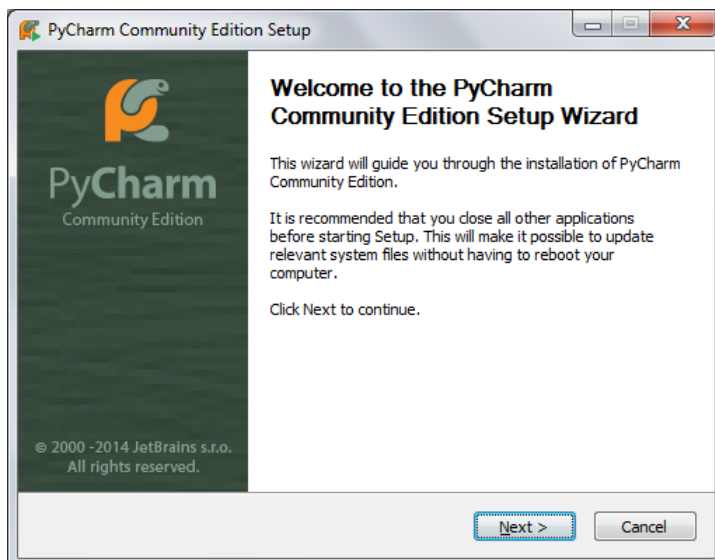 PyCharm Community Edition Setup
PyCharm
Community Edition
© 2000 -2014 JetBrains s.r.o.
All rights reserved.
Welcome to the PyCharm
Community Edition Setup Wizard
This wizard will guide you through the installation of PyCharm
Community Edition.
It is recommended that you close all other applications
before starting Setup. This will make it possible to update
relevant system files without having to reboot your
computer.
Click Next to continue.
Next >
Cancel